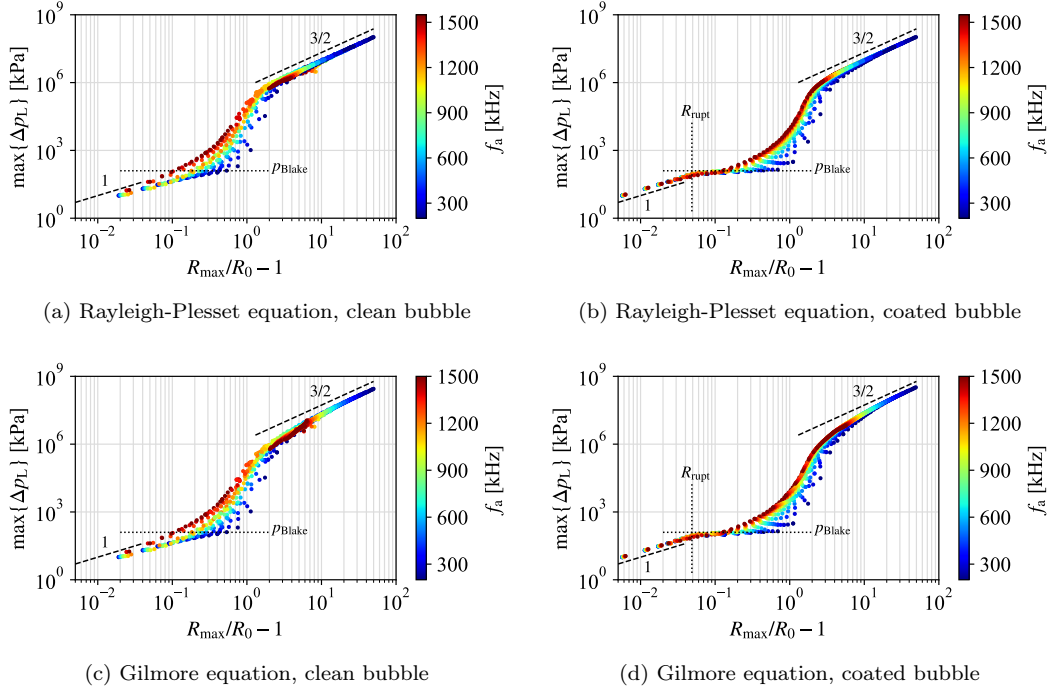 10^9
10^6
10^3
10^0
max{Δp_L} [kPa]
3/2
1
p_Blake
10^−2 10^−1 10^0 10^1 10^2
R_max/R_0 − 1
1500
1200
900
600
300
f_a [kHz]
(a) Rayleigh-Plesset equation, clean bubble
10^9
10^6
10^3
10^0
max{Δp_L} [kPa]
3/2
R_rupt
p_Blake
1
10^−2 10^−1 10^0 10^1 10^2
R_max/R_0 − 1
1500
1200
900
600
300
f_a [kHz]
(b) Rayleigh-Plesset equation, coated bubble
10^9
10^6
10^3
10^0
max{Δp_L} [kPa]
3/2
1
p_Blake
10^−2 10^−1 10^0 10^1 10^2
R_max/R_0 − 1
1500
1200
900
600
300
f_a [kHz]
(c) Gilmore equation, clean bubble
10^9
10^6
10^3
10^0
max{Δp_L} [kPa]
3/2
R_rupt
p_Blake
1
10^−2 10^−1 10^0 10^1 10^2
R_max/R_0 − 1
1500
1200
900
600
300
f_a [kHz]
(d) Gilmore equation, coated bubble